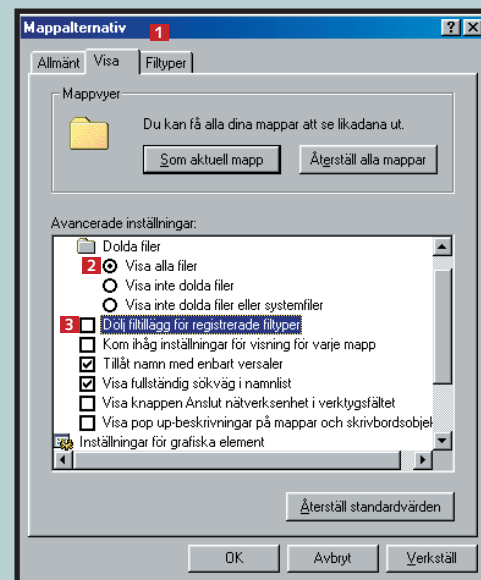 Mappalternativ 1
Allmänt Visa Filtyper
Mappvyer
Du kan få alla dina mappar att se likadana ut.
Som aktuell mapp Återställ alla mappar
Avancerade inställningar:
Dolda filer
2 Visa alla filer
Visa inte dolda filer
Visa inte dolda filer eller systemfiler
3 Dölj filtillägg för registrerade filtyper
Kom ihåg inställningar för visning för varje mapp
Tillåt namn med enbart versaler
Visa fullständig sökväg i namnlist
Visa knappen Anslut nätverksenhet i verktygsfältet
Visa pop up-beskrivningar på mappar och skrivbordsobjel
Inställningar för grafiska element
Återställ standardvärden
OK Avbryt Verkställ